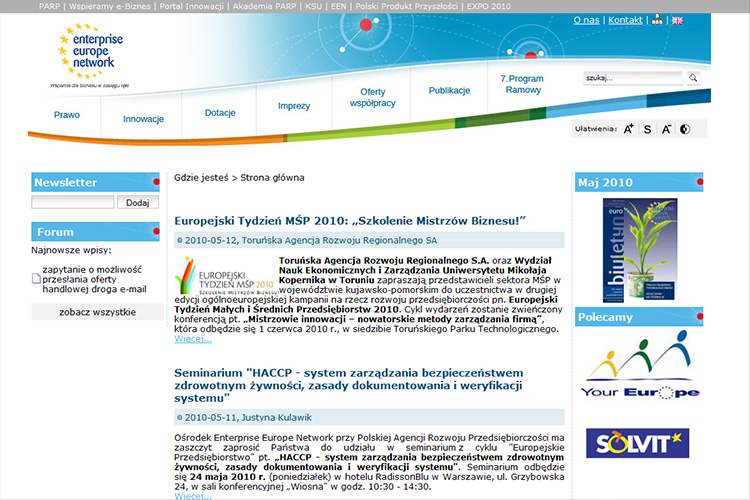 PARP | Wspieramy e-Biznes | Portal Innowacji | Akademia PARP | KSU | EEN | Polski Produkt Przyszłości | EXPO 2010
O nas | Kontakt |
enterprise
europe
network
Wsparcie dla biznesu w zasięgu ręki
Prawo
Innowacje
Dotacje
Imprezy
Oferty
współpracy
Publikacje
7.Program
Ramowy
szukaj...
Ułatwienia: A+ S A-
Newsletter
Dodaj
Forum
Najnowsze wpisy:
zapytanie o możliwość
przesłania oferty
handlowej droga e-mail
zobacz wszystkie
Gdzie jesteś > Strona główna
Europejski Tydzień MŚP 2010: „Szkolenie Mistrzów Biznesu!”
2010-05-12, Toruńska Agencja Rozwoju Regionalnego SA
EUROPEJSKI
TYDZIEŃ MŚP 2010
SZKOLENIE MISTRZÓW BIZNESU
Toruńska Agencja Rozwoju Regionalnego S.A. oraz Wydział
Nauk Ekonomicznych i Zarządzania Uniwersytetu Mikołaja
Kopernika w Toruniu zapraszają przedstawicieli sektora MŚP w
województwie kujawsko-pomorskim do uczestnictwa w drugiej
edycji ogólnoeuropejskiej kampanii na rzecz rozwoju przedsiębiorczości pn. Europejski
Tydzień Małych i Średnich Przedsiębiorstw 2010. Cykl wydarzeń zostanie zwieńczony
konferencją pt. „Mistrzowie innowacji – nowatorskie metody zarządzania firmą”,
która odbędzie się 1 czerwca 2010 r., w siedzibie Toruńskiego Parku Technologicznego.
Więcej...
Seminarium "HACCP - system zarządzania bezpieczeństwem
zdrowotnym żywności, zasady dokumentowania i weryfikacji
systemu"
2010-05-11, Justyna Kulawik
Ośrodek Enterprise Europe Network przy Polskiej Agencji Rozwoju Przedsiębiorczości ma
zaszczyt zaprosić Państwa do udziału w seminarium z cyklu "Europejskie
Przedsiębiorstwo" pt. „HACCP - system zarządzania bezpieczeństwem zdrowotnym
żywności, zasady dokumentowania i weryfikacji systemu". Seminarium odbędzie
się 24 maja 2010 r. (poniedziałek) w hotelu RadissonBlu w Warszawie, ul. Grzybowska
24, w sali konferencyjnej „Wiosna" w godz. 10:30 - 14:30.
Więcej...
Maj 2010
biuletyn
euro
Polecamy
Your Europe
SOLVIT